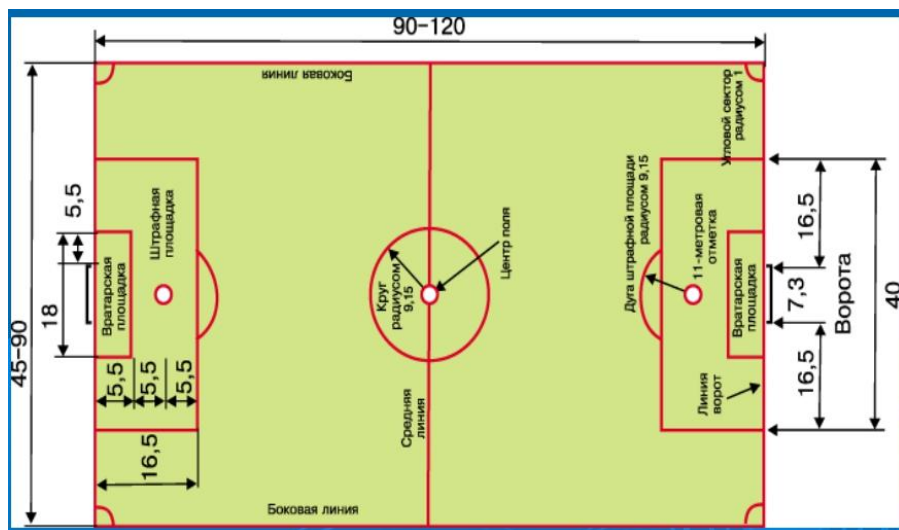 90-120
Боковая линия
Угловой сектор
радиусом 1
45-90
5,5
18
Штрафная
площадка
Вратарская
площадка
5,5
5,5
5,5
16,5
Круг
радиусом
9,15
Центр поля
Средняя
линия
Дуга штрафной площади
радиусом 9,15
11-метровая
отметка
Вратарская
площадка
Линия
ворот
16,5
7,3
16,5
Ворота
40
Боковая линия